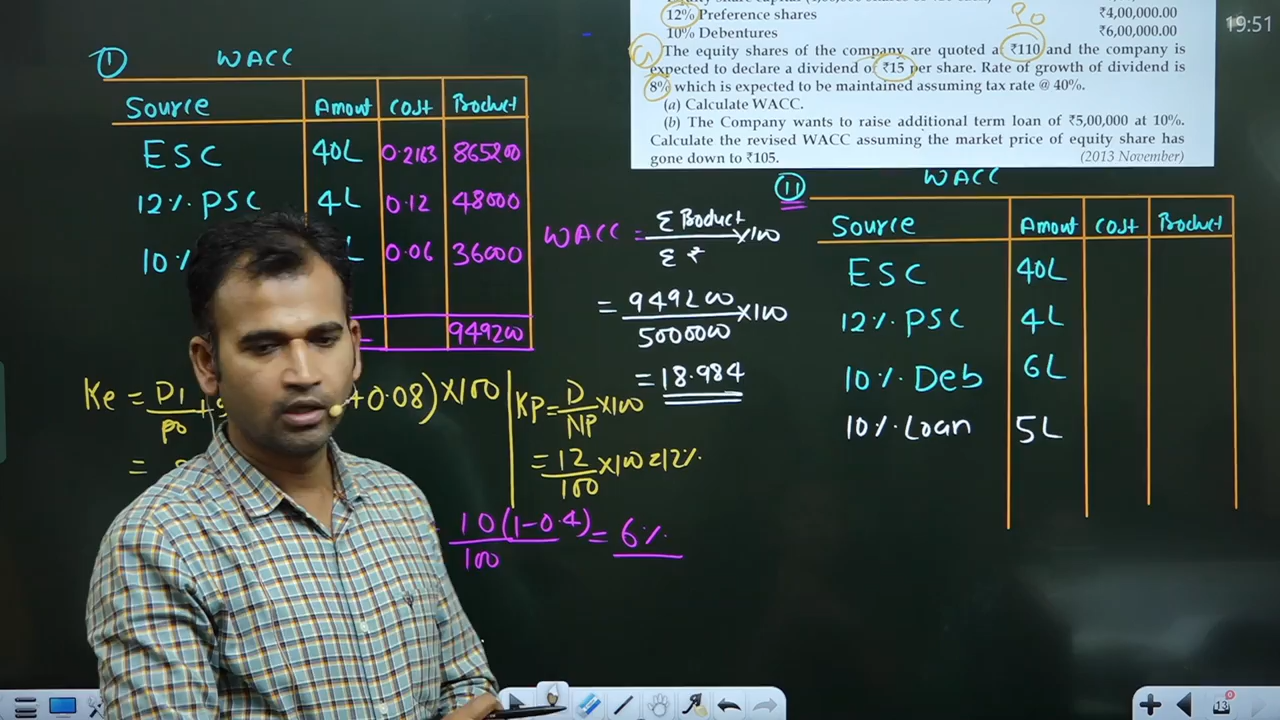 12% Preference shares ₹4,00,000.00
10% Debentures ₹6,00,000.00
P0
The equity shares of the company are quoted at ₹110 and the company is
expected to declare a dividend of ₹15 per share. Rate of growth of dividend is
8% which is expected to be maintained assuming tax rate @ 40%.
(a) Calculate WACC.
(b) The Company wants to raise additional term loan of ₹5,00,000 at 10%.
Calculate the revised WACC assuming the market price of equity share has
gone down to ₹105. (2013 November)
19:51
① WACC
Source Amout Cost Product
ESC 40L 0.2163 865200
12% PSC 4L 0.12 48000
10% L 0.06 36000
949200
WACC = Σ Product / Σ ₹ ×100
= 949200 / 5000000 ×100
= 18.984
Ke = D1 / P0 + +0.08) ×100
=
KP = D / NP ×100
= 12 / 100 ×100 = 12%
10(1-0.4) / 100 = 6%
⑪ WACC
Source Amount Cost Product
ESC 40L
12% PSC 4L
10% Deb 6L
10% Loan 5L
13